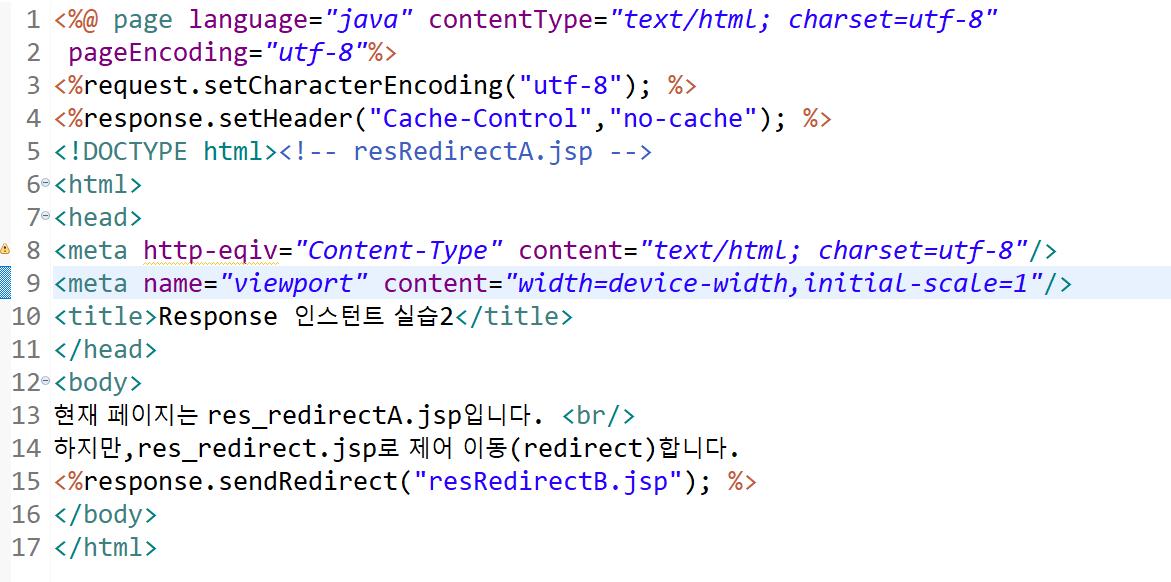 1 <%@ page language="java" contentType="text/html; charset=utf-8"
2  pageEncoding="utf-8"%>
3 <%request.setCharacterEncoding("utf-8"); %>
4 <%response.setHeader("Cache-Control","no-cache"); %>
5 <!DOCTYPE html><!-- resRedirectA.jsp -->
6 <html>
7 <head>
8 <meta http-eqiv="Content-Type" content="text/html; charset=utf-8"/>
9 <meta name="viewport" content="width=device-width,initial-scale=1"/>
10 <title>Response 인스턴트 실습2</title>
11 </head>
12 <body>
13 현재 페이지는 res_redirectA.jsp입니다. <br/>
14 하지만,res_redirect.jsp로 제어 이동(redirect)합니다.
15 <%response.sendRedirect("resRedirectB.jsp"); %>
16 </body>
17 </html>